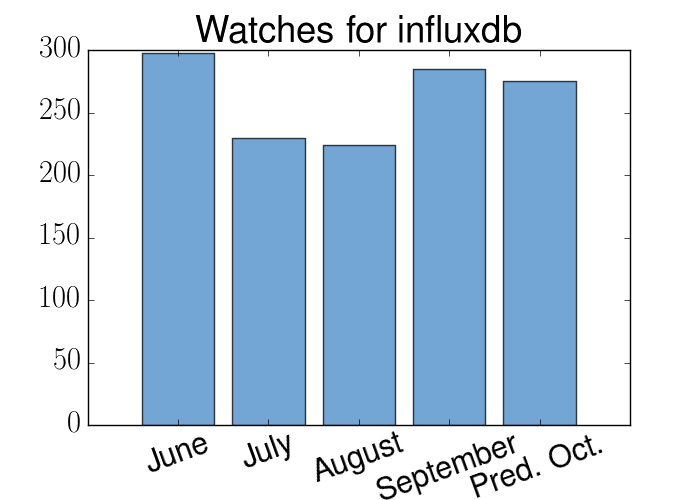 Watches for influxdb
300
250
200
150
100
50
0
June
July
August
September
Pred. Oct.